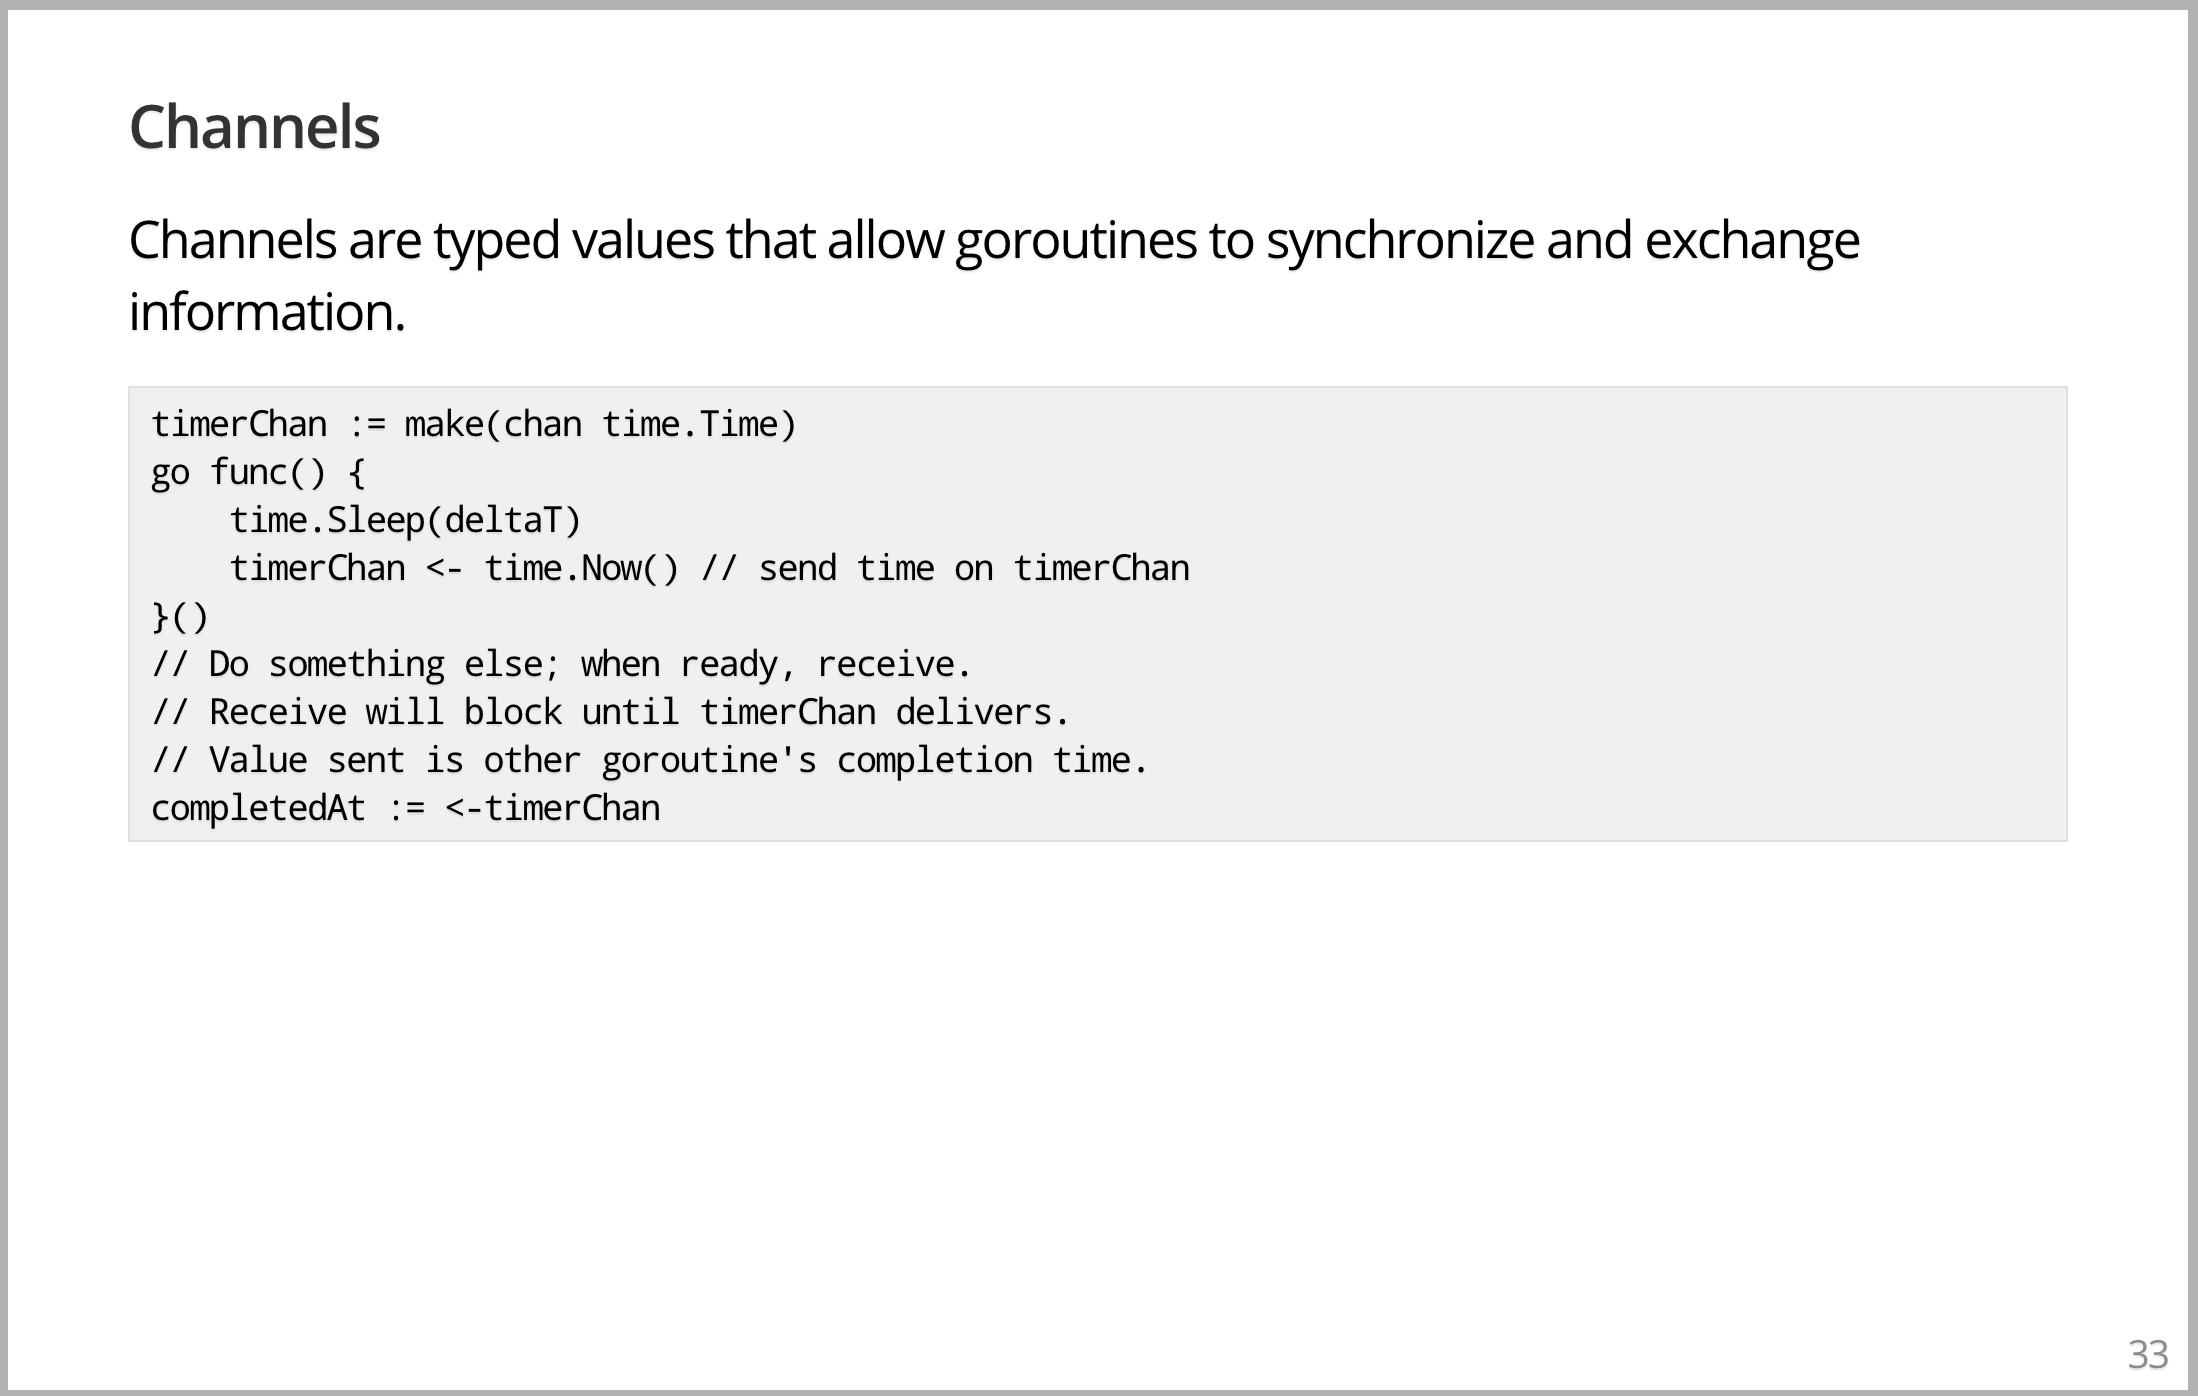 Channels
Channels are typed values that allow goroutines to synchronize and exchange
information.
timerChan := make(chan time.Time)
go func() {
    time.Sleep(deltaT)
    timerChan <- time.Now() // send time on timerChan
}()
// Do something else; when ready, receive.
// Receive will block until timerChan delivers.
// Value sent is other goroutine's completion time.
completedAt := <-timerChan
33